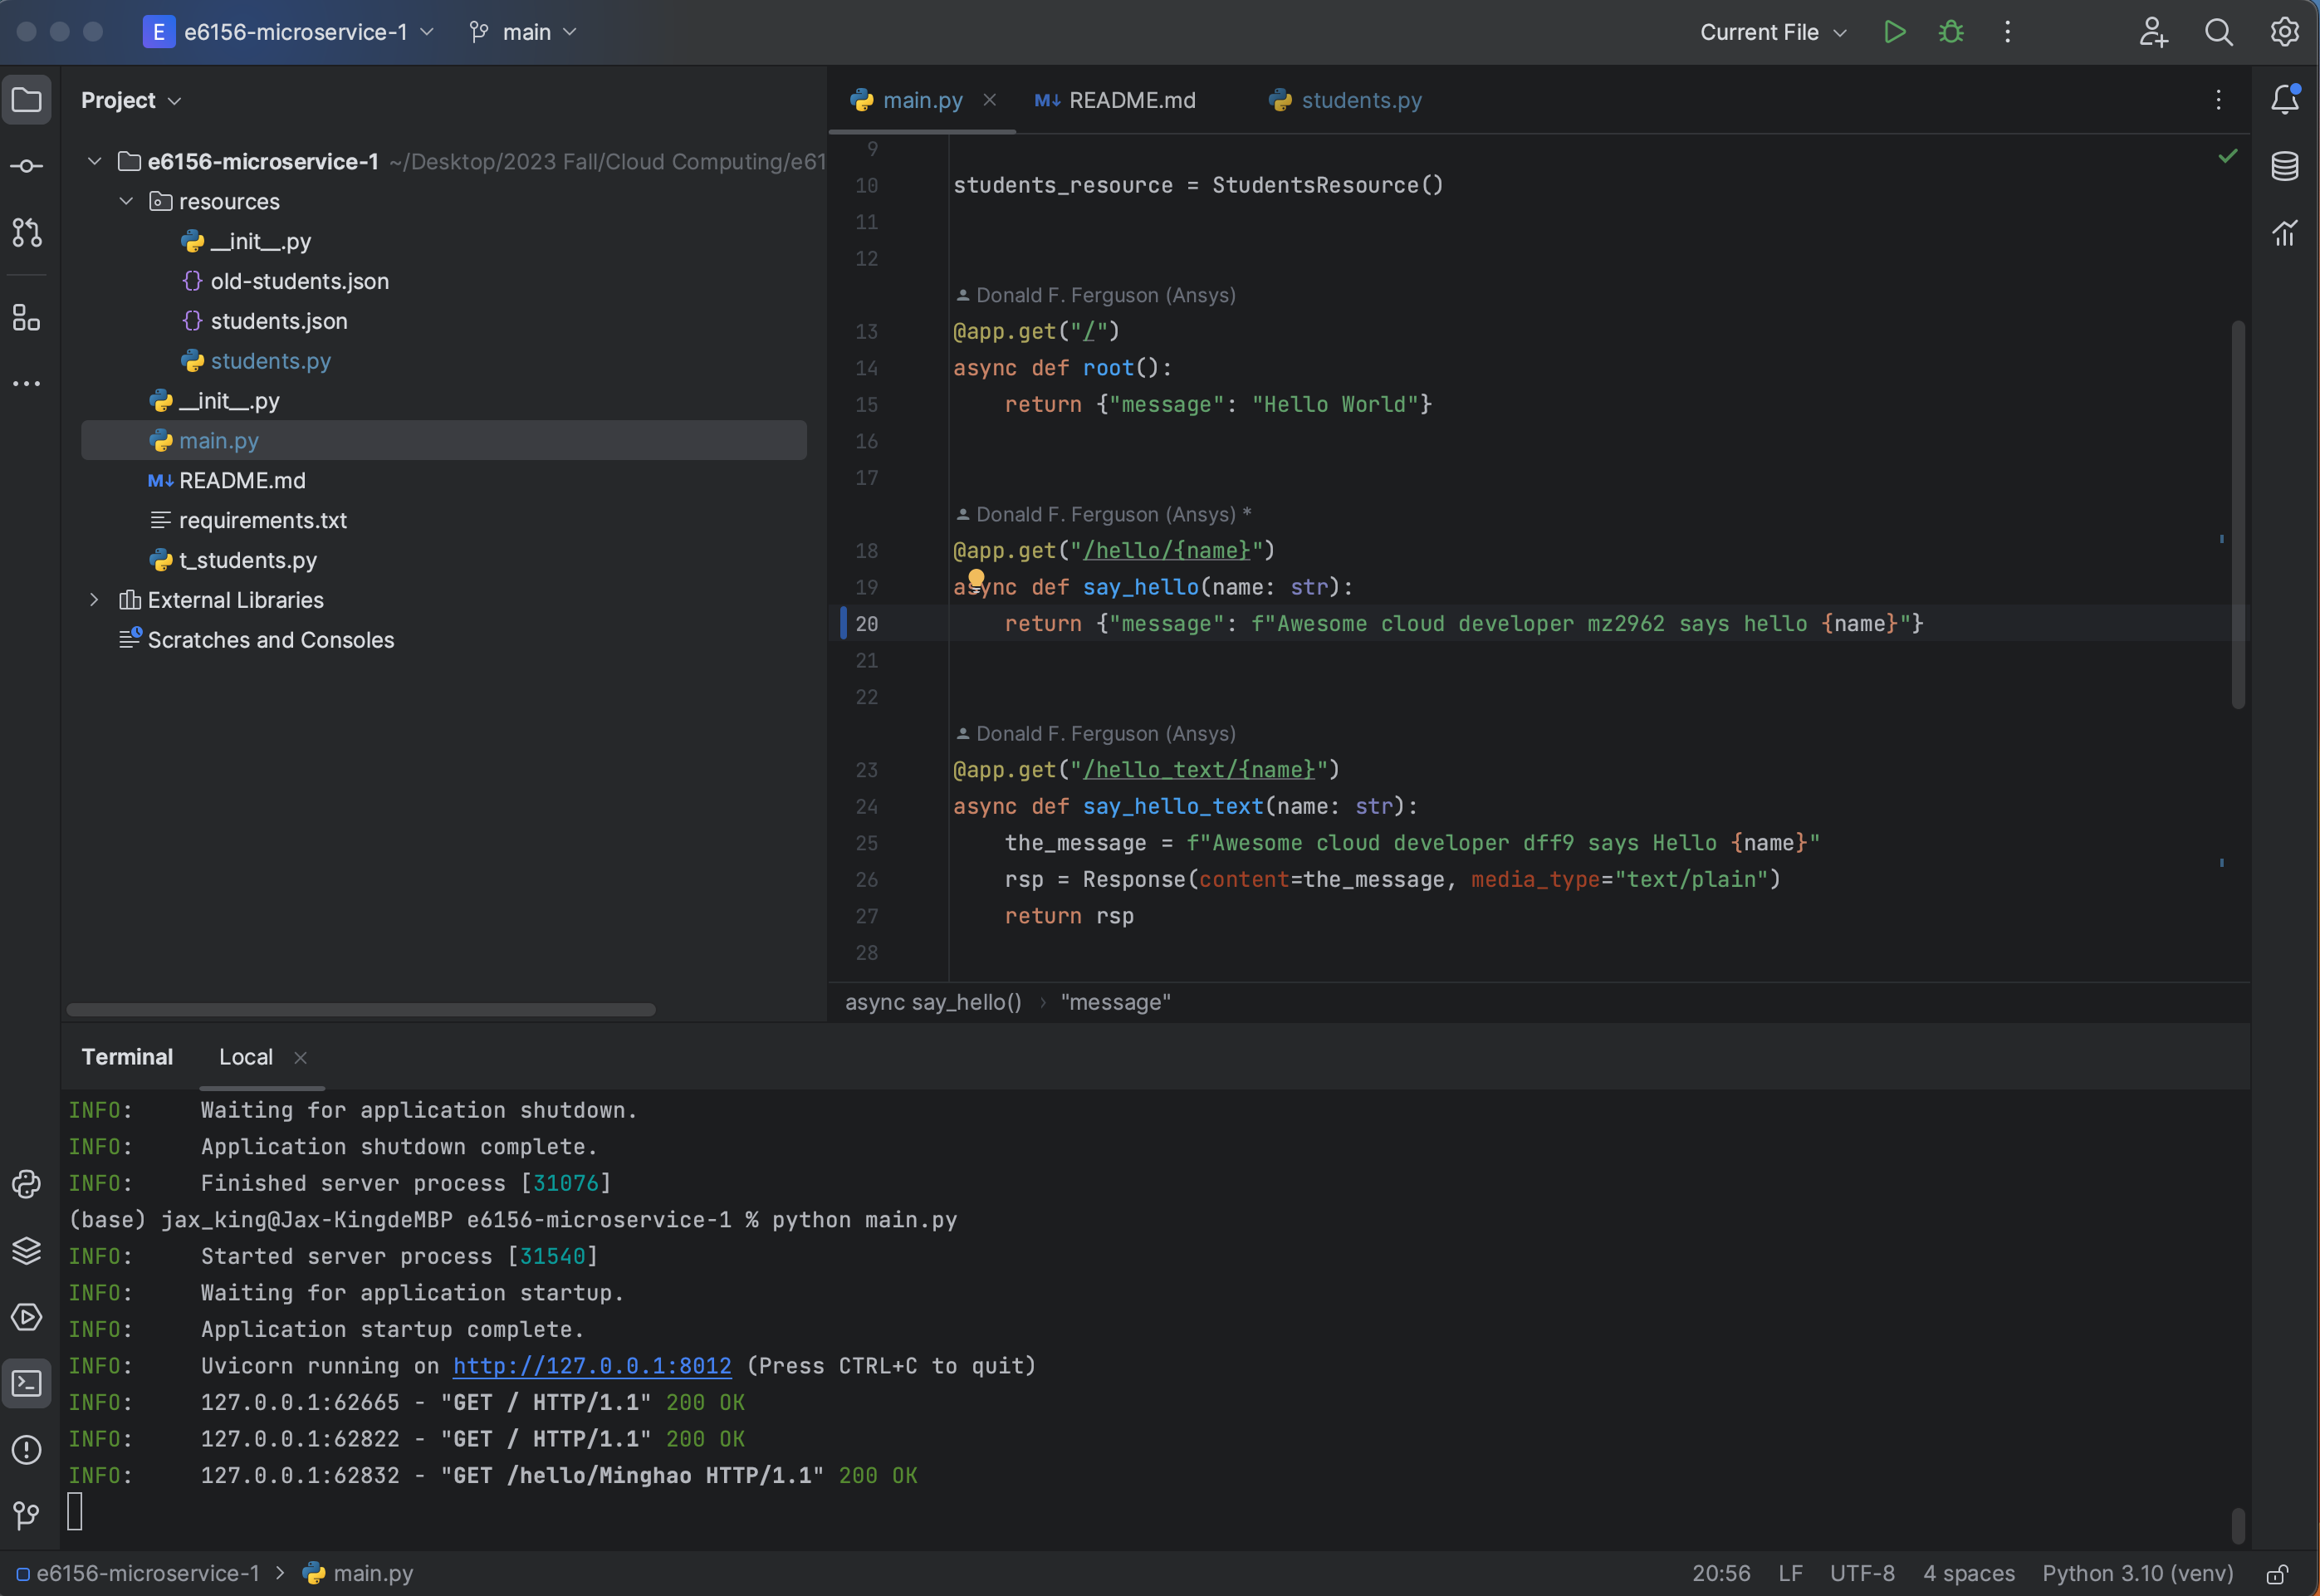 E e6156-microservice-1 main Current File
Project
main.py README.md students.py
e6156-microservice-1 ~/Desktop/2023 Fall/Cloud Computing/e61
resources
__init__.py
old-students.json
students.json
students.py
__init__.py
main.py
README.md
requirements.txt
t_students.py
External Libraries
Scratches and Consoles
9
10 students_resource = StudentsResource()
11
12
Donald F. Ferguson (Ansys)
13 @app.get("/")
14 async def root():
15 return {"message": "Hello World"}
16
17
Donald F. Ferguson (Ansys) *
18 @app.get("/hello/{name}")
19 async def say_hello(name: str):
20 return {"message": f"Awesome cloud developer mz2962 says hello {name}"}
21
22
Donald F. Ferguson (Ansys)
23 @app.get("/hello_text/{name}")
24 async def say_hello_text(name: str):
25 the_message = f"Awesome cloud developer dff9 says Hello {name}"
26 rsp = Response(content=the_message, media_type="text/plain")
27 return rsp
28
async say_hello() › "message"
Terminal Local
INFO: Waiting for application shutdown.
INFO: Application shutdown complete.
INFO: Finished server process [31076]
(base) jax_king@Jax-KingdeMBP e6156-microservice-1 % python main.py
INFO: Started server process [31540]
INFO: Waiting for application startup.
INFO: Application startup complete.
INFO: Uvicorn running on http://127.0.0.1:8012 (Press CTRL+C to quit)
INFO: 127.0.0.1:62665 - "GET / HTTP/1.1" 200 OK
INFO: 127.0.0.1:62822 - "GET / HTTP/1.1" 200 OK
INFO: 127.0.0.1:62832 - "GET /hello/Minghao HTTP/1.1" 200 OK
e6156-microservice-1 > main.py 20:56 LF UTF-8 4 spaces Python 3.10 (venv)